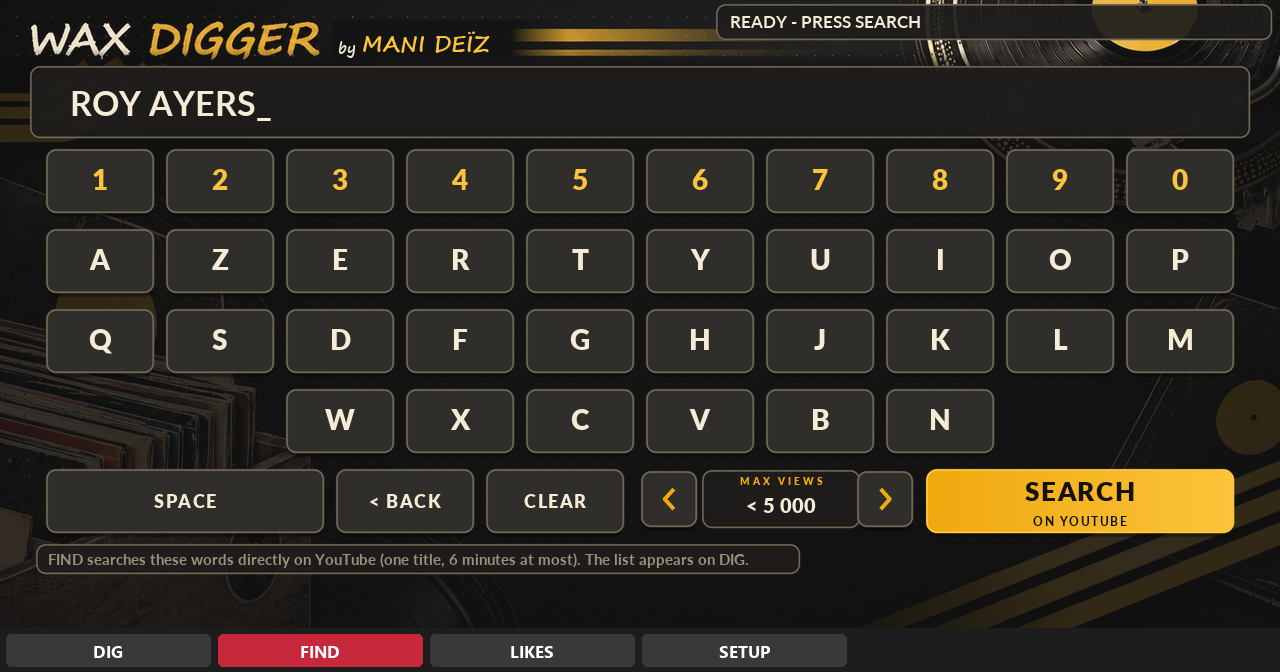 WAX DIGGER by MANI DEÏZ
READY - PRESS SEARCH
ROY AYERS_
1 2 3 4 5 6 7 8 9 0
A Z E R T Y U I O P
Q S D F G H J K L M
W X C V B N
SPACE < BACK CLEAR < MAX VIEWS >
< 5 000
SEARCH
ON YOUTUBE
FIND searches these words directly on YouTube (one title, 6 minutes at most). The list appears on DIG.
DIG FIND LIKES SETUP